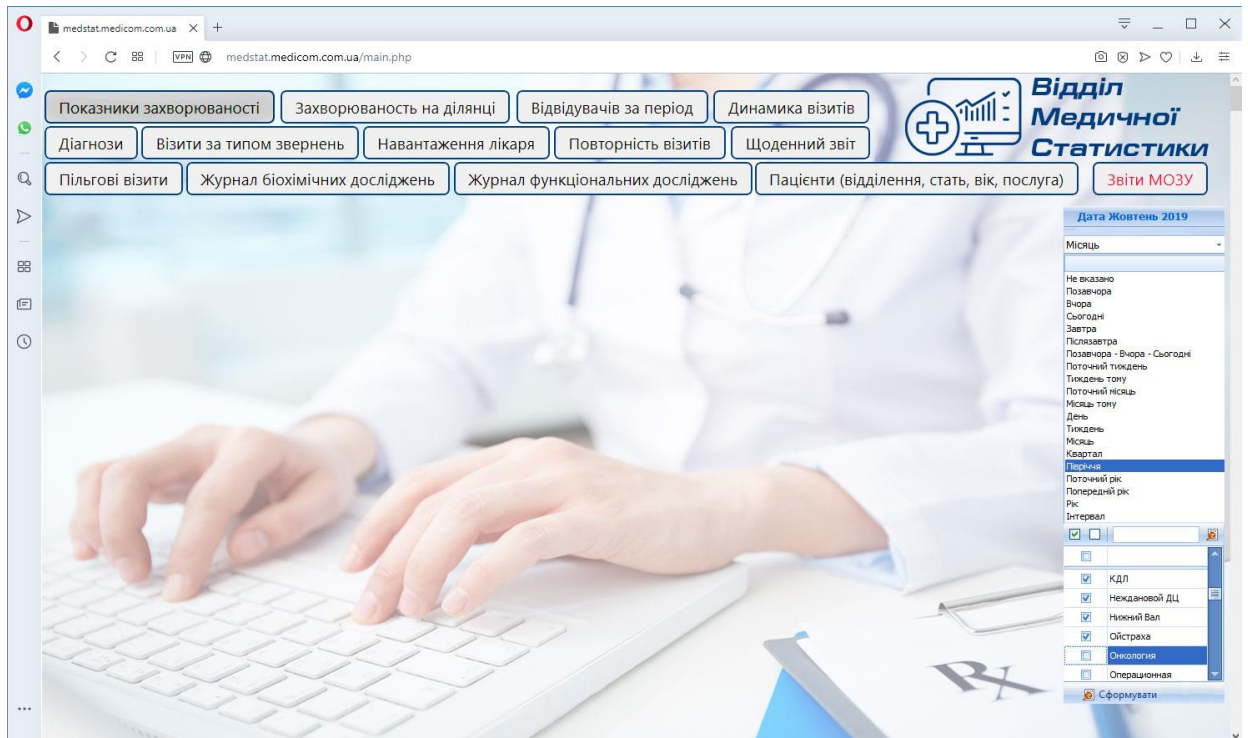 medstat.medicom.com.ua
VPN medstat.medicom.com.ua/main.php
Показники захворюваності Захворюваность на ділянці Відвідувачів за період Динамика візитів
Діагнози Візити за типом звернень Навантаження лікаря Повторність візитів Щоденний звіт
Пільгові візити Журнал біохімічних досліджень Журнал функціональних досліджень Пацієнти (відділення, стать, вік, послуга) Звіти МОЗУ
Відділ
Медичної
Статистики
Дата Жовтень 2019
Місяць
Не вказано
Позавчора
Вчора
Сьогодні
Завтра
Післязавтра
Позавчора - Вчора - Сьогодні
Поточний тиждень
Тиждень тому
Поточний місяць
Місяць тому
День
Тиждень
Місяць
Квартал
Півріччя
Поточний рік
Попередній рік
Рік
Інтервал
КДЛ
Неждановой ДЦ
Нижний Вал
Ойстраха
Онкология
Операционная
Сформувати
Rx